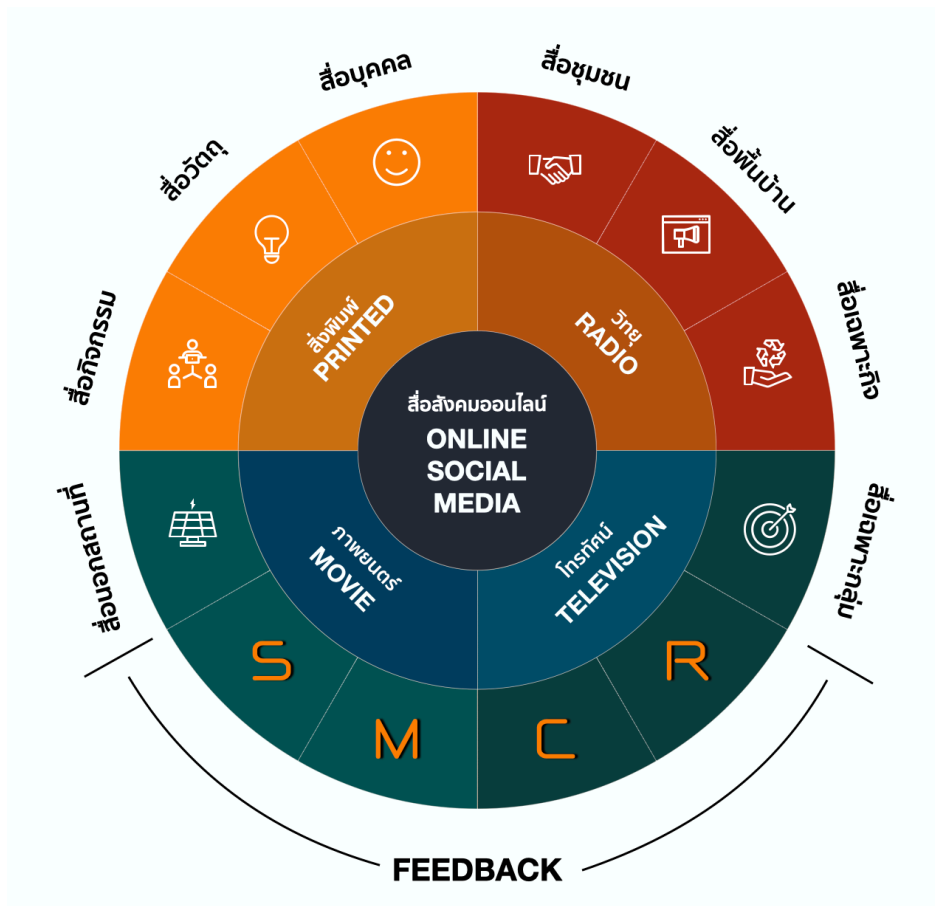 สื่อบุคคล
สื่อชุมชน
สื่อวัตถุ
สื่อพื้นบ้าน
สื่อกิจกรรม
สื่อเฉพาะกิจ
สิ่งพิมพ์
PRINTED
วิทยุ
RADIO
สื่อสังคมออนไลน์
ONLINE
SOCIAL
MEDIA
สื่อนอกสถานที่
สื่อเฉพาะกลุ่ม
ภาพยนตร์
MOVIE
โทรทัศน์
TELEVISION
S
M
C
R
FEEDBACK